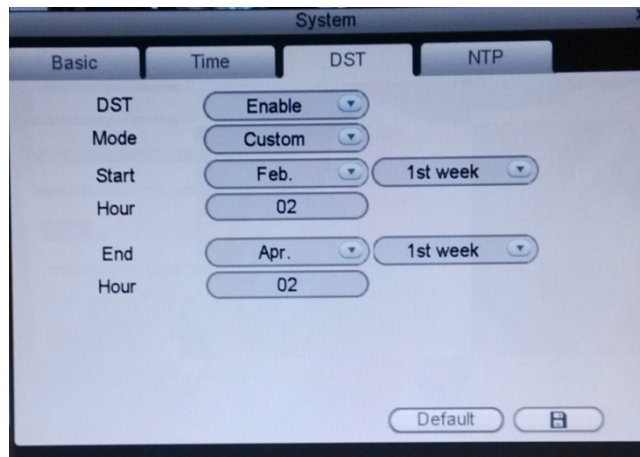 System
Basic Time DST NTP
DST Enable
Mode Custom
Start Feb. 1st week
Hour 02
End Apr. 1st week
Hour 02
Default